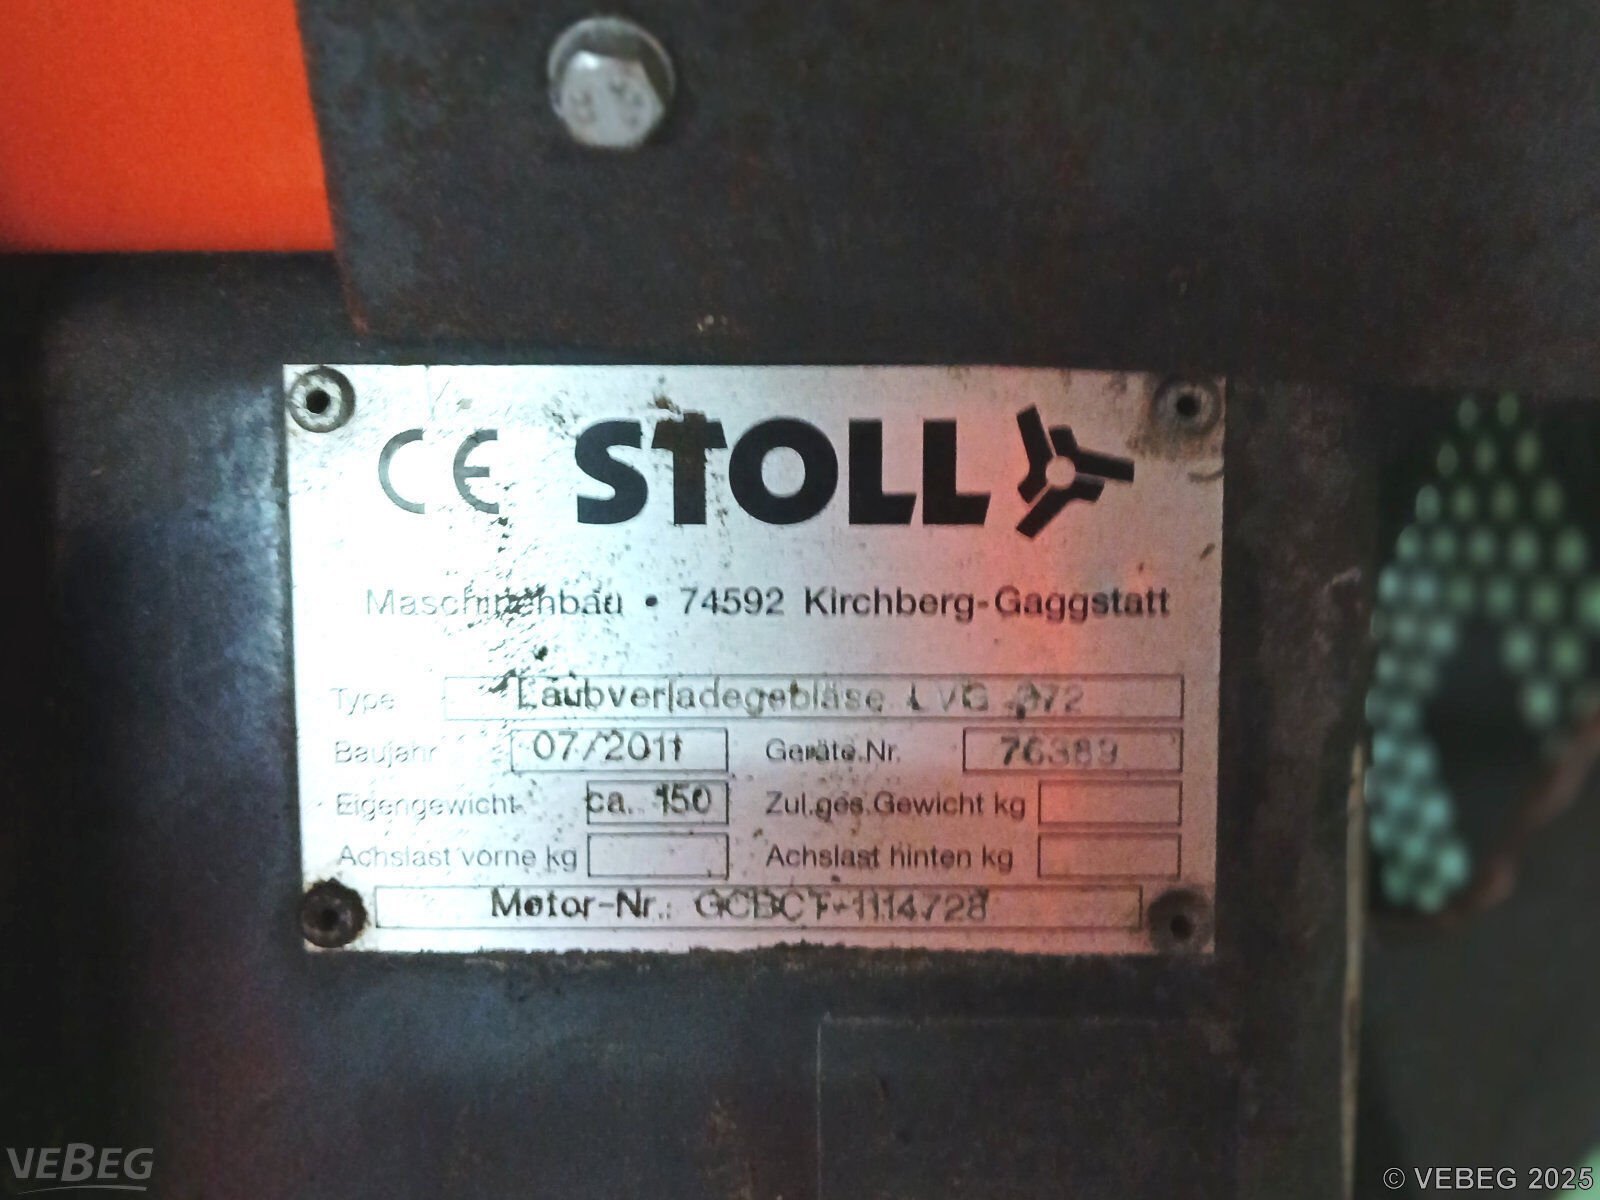 CE STOLL
Maschinenbau • 74592 Kirchberg-Gaggstatt
Type Laubverladegebläse LVG
Baujahr 07/2011 Geräte.Nr. 76389
Eigengewicht ca. 150 Zul.ges.Gewicht kg
Achslast vorne kg Achslast hinten kg
Motor-Nr.: GCBCT-1114728
VEBEG
© VEBEG 2025